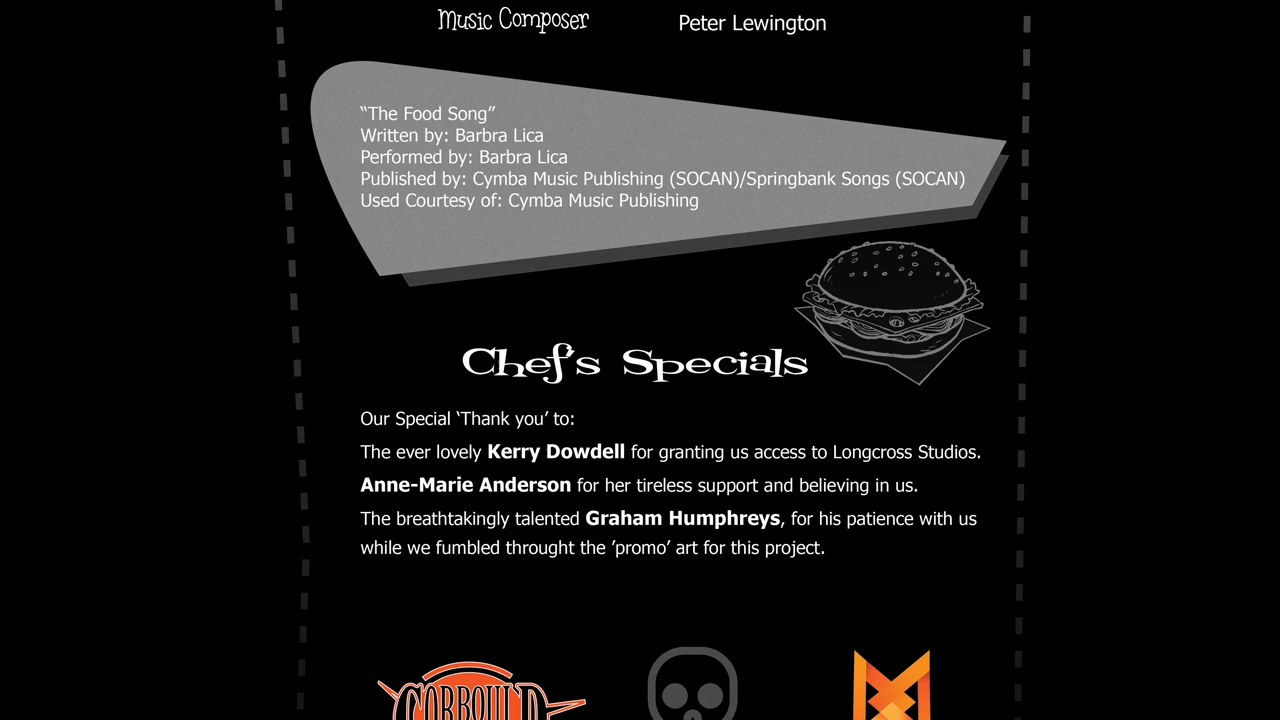 Music Composer Peter Lewington
“The Food Song”
Written by: Barbra Lica
Performed by: Barbra Lica
Published by: Cymba Music Publishing (SOCAN)/Springbank Songs (SOCAN)
Used Courtesy of: Cymba Music Publishing
Chef's Specials
Our Special ‘Thank you’ to:
The ever lovely Kerry Dowdell for granting us access to Longcross Studios.
Anne-Marie Anderson for her tireless support and believing in us.
The breathtakingly talented Graham Humphreys, for his patience with us
while we fumbled throught the ’promo’ art for this project.
CORBOULD